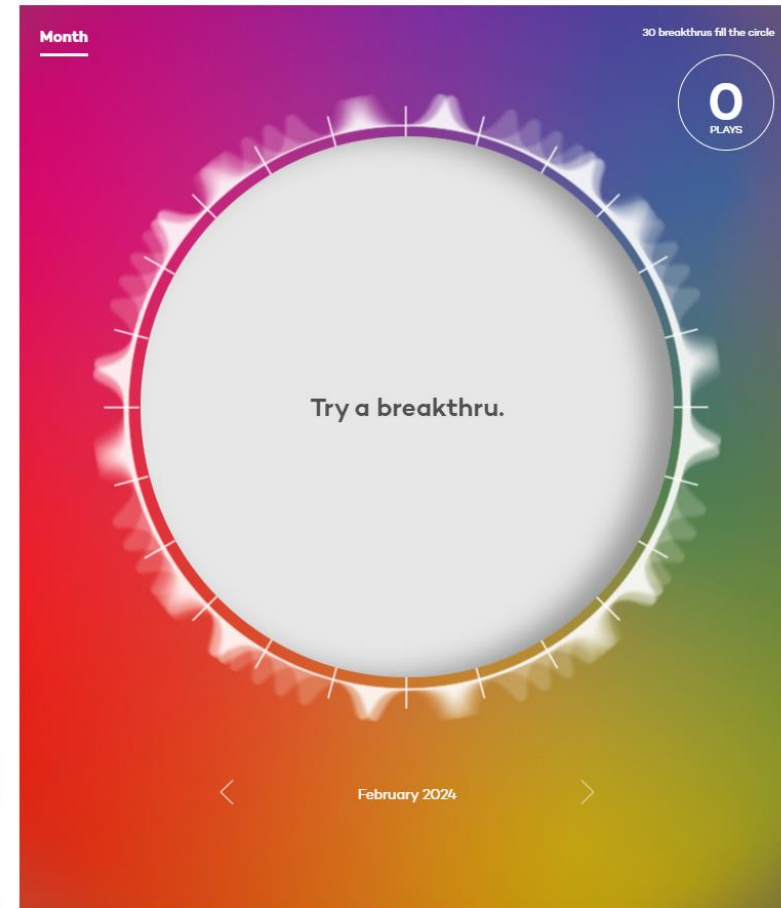 Month
30 breakthrus fill the circle
0
PLAYS
Try a breakthru.
February 2024